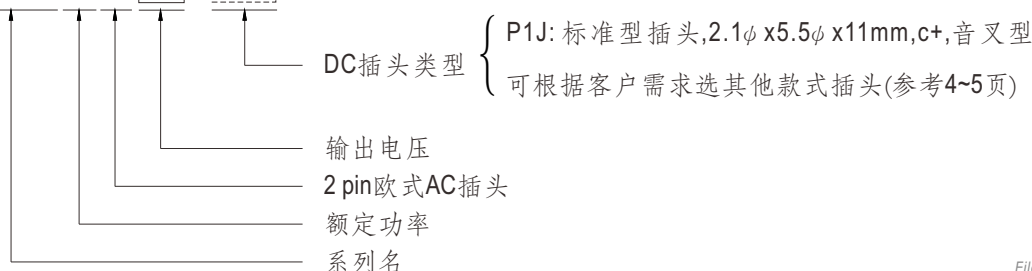 P1J: 标准型插头,2.1φ x5.5φ x11mm,c+,音叉型
DC插头类型
可根据客户需求选其他款式插头(参考4~5页)
输出电压
2 pin欧式AC插头
额定功率
系列名